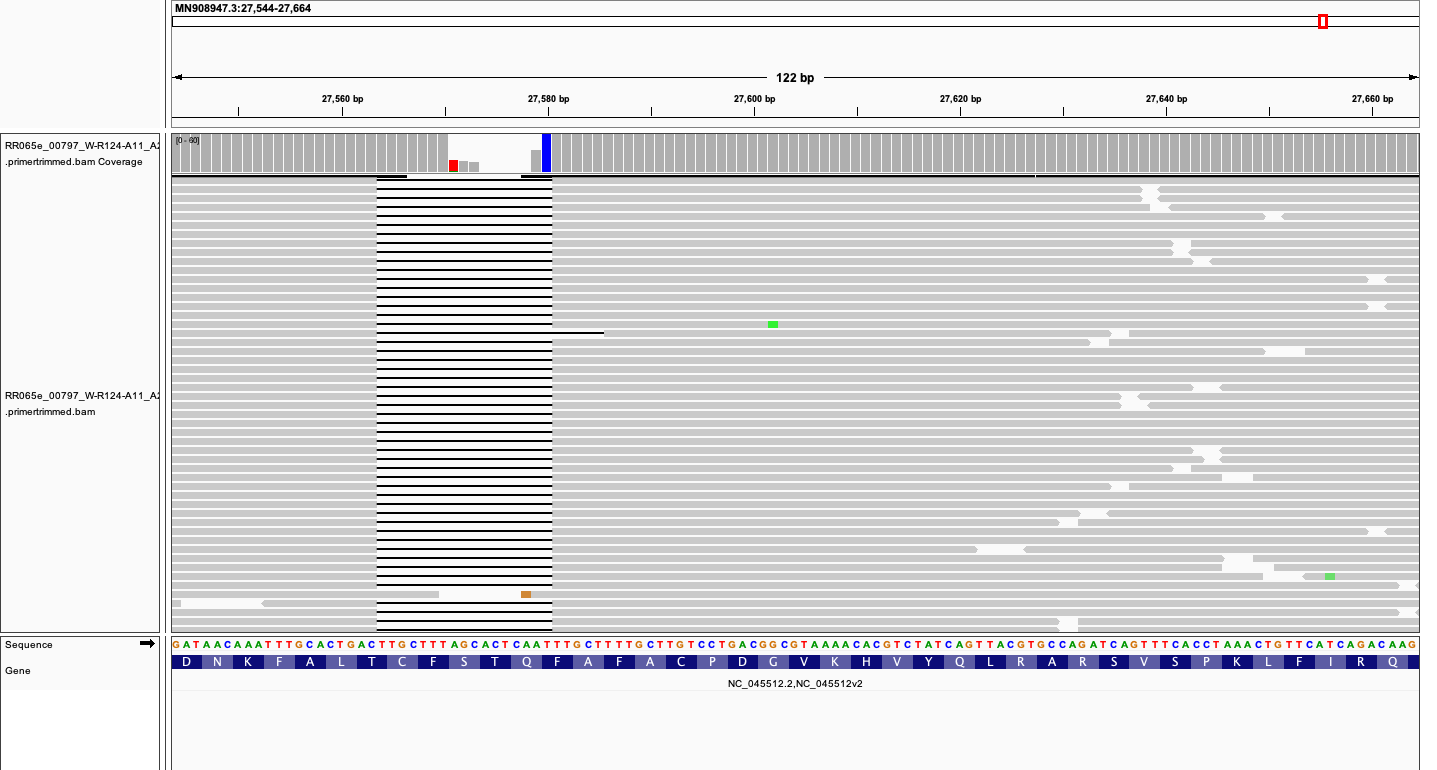 MN908947.3:27,544-27,664
122 bp
27,560 bp 27,580 bp 27,600 bp 27,620 bp 27,640 bp 27,660 bp
[0 - 60]
RR065e_00797_W-R124-A11_A2
.primertrimmed.bam Coverage
RR065e_00797_W-R124-A11_A2
.primertrimmed.bam
Sequence
GATAACAAATTTGCACTGACTTGCTTTAGCACTCAATTTGCTTTTGCTTGTCCTGACGGCGTAAAACACGTCTATCAGTTACGTGCCAGATCAGTTTCACCTAAACTGTTCATCAGACAAG
Gene
D N K F A L T C F S T Q F A F A C P D G V K H V Y Q L R A R S V S P K L F I R Q
NC_045512.2,NC_045512v2